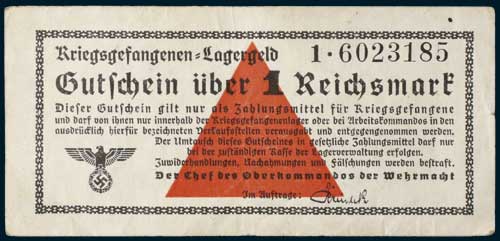 Kriegsgefangenen-Lagergeld 1·6023185
Gutschein über 1 Reichsmark
Dieser Gutschein gilt nur als Zahlungsmittel für Kriegsgefangene
und darf von ihnen nur innerhalb der Kriegsgefangenenlager oder bei Arbeitskommandos in den
ausdrücklich hierfür bezeichneten Verkaufsstellen verausgabt und entgegengenommen werden.
Der Umtausch dieses Gutscheines in gesetzliche Zahlungsmittel darf nur
bei der zuständigen Kasse der Lagerverwaltung erfolgen.
Zuwiderhandlungen, Nachahmungen und Fälschungen werden bestraft.
Der Chef des Oberkommandos der Wehrmacht
Im Auftrage: